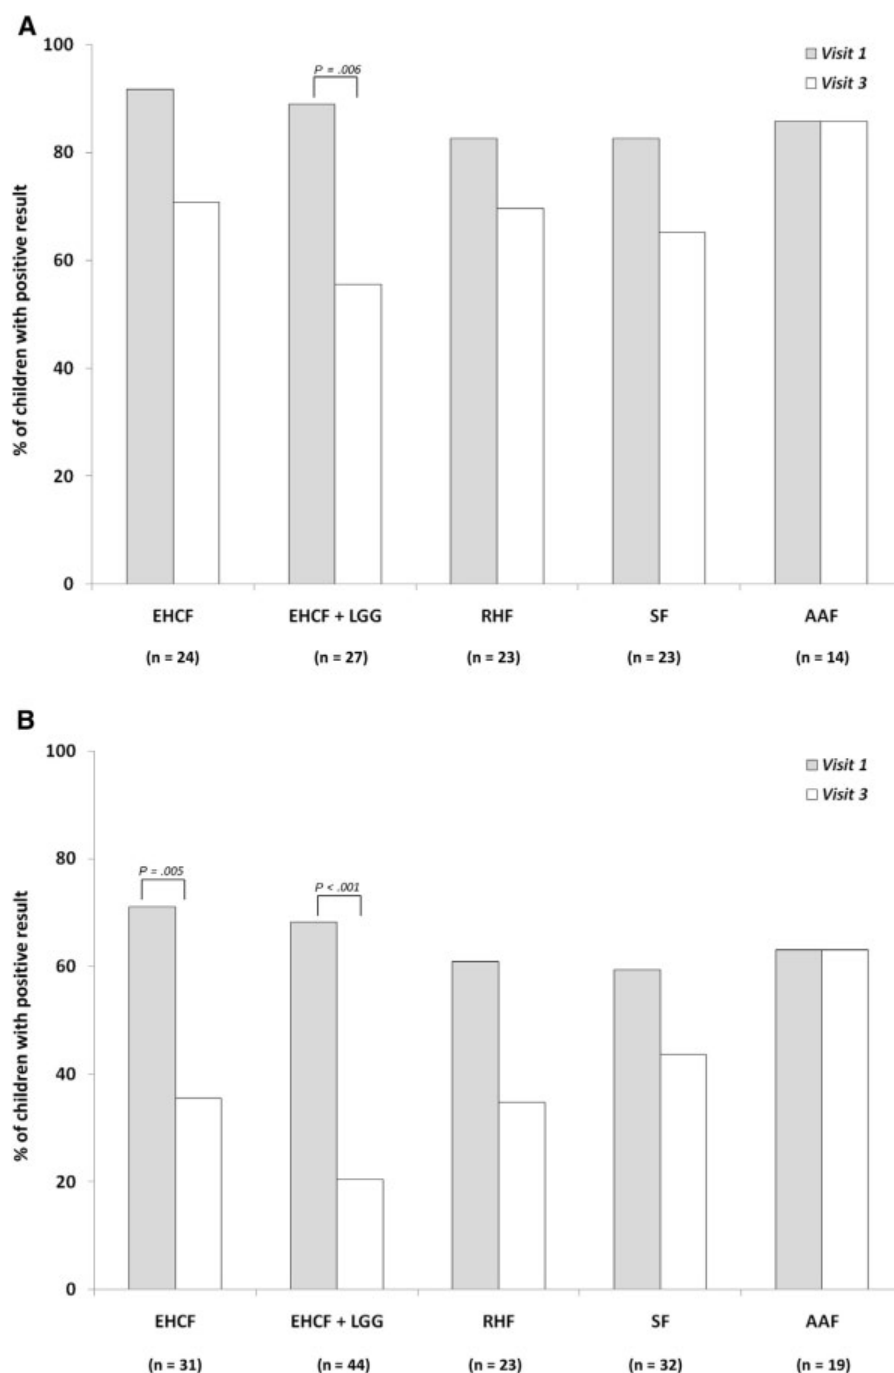 A
100
80
60
40
20
0
% of children with positive result
P = .006
Visit 1
Visit 3
EHCF EHCF + LGG RHF SF AAF
(n = 24) (n = 27) (n = 23) (n = 23) (n = 14)
B
100
80
60
40
20
0
% of children with positive result
P = .005
P < .001
Visit 1
Visit 3
EHCF EHCF + LGG RHF SF AAF
(n = 31) (n = 44) (n = 23) (n = 32) (n = 19)